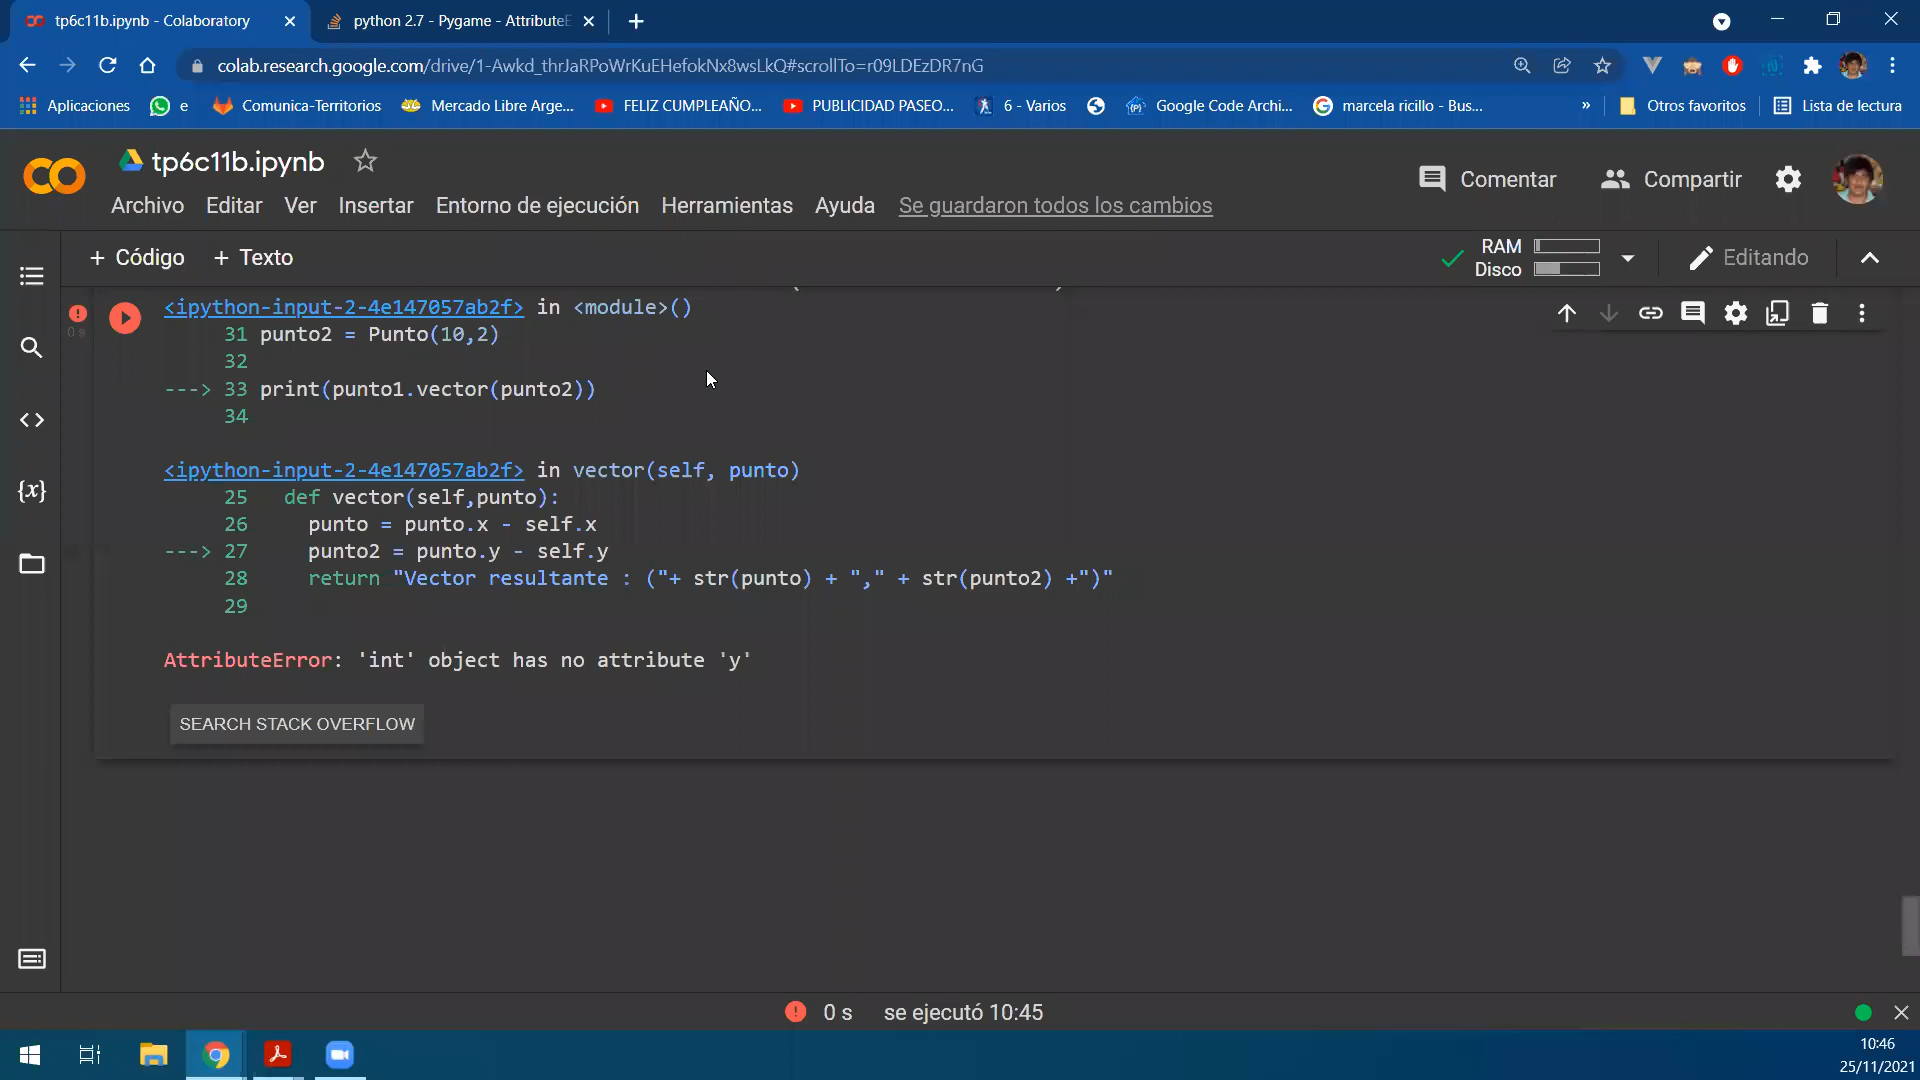 tp6c11b.ipynb - Colaboratory
python 2.7 - Pygame - AttributeE
colab.research.google.com/drive/1-Awkd_thrJaRPoWrKuEHefokNx8wsLkQ#scrollTo=r09LDEzDR7nG
Aplicaciones
e
Comunica-Territorios
Mercado Libre Arge...
FELIZ CUMPLEAÑO...
PUBLICIDAD PASEO...
6 - Varios
Google Code Archi...
marcela ricillo - Bus...
»
Otros favoritos
Lista de lectura
tp6c11b.ipynb
Comentar
Compartir
Archivo Editar Ver Insertar Entorno de ejecución Herramientas Ayuda Se guardaron todos los cambios
+ Código + Texto
RAM
Disco
Editando
<ipython-input-2-4e147057ab2f> in <module>()
0 s
31 punto2 = Punto(10,2)
32
---> 33 print(punto1.vector(punto2))
34
<ipython-input-2-4e147057ab2f> in vector(self, punto)
25 def vector(self,punto):
26 punto = punto.x - self.x
---> 27 punto2 = punto.y - self.y
28 return "Vector resultante : ("+ str(punto) + "," + str(punto2) +")"
29
AttributeError: 'int' object has no attribute 'y'
SEARCH STACK OVERFLOW
0 s se ejecutó 10:45
10:46
25/11/2021